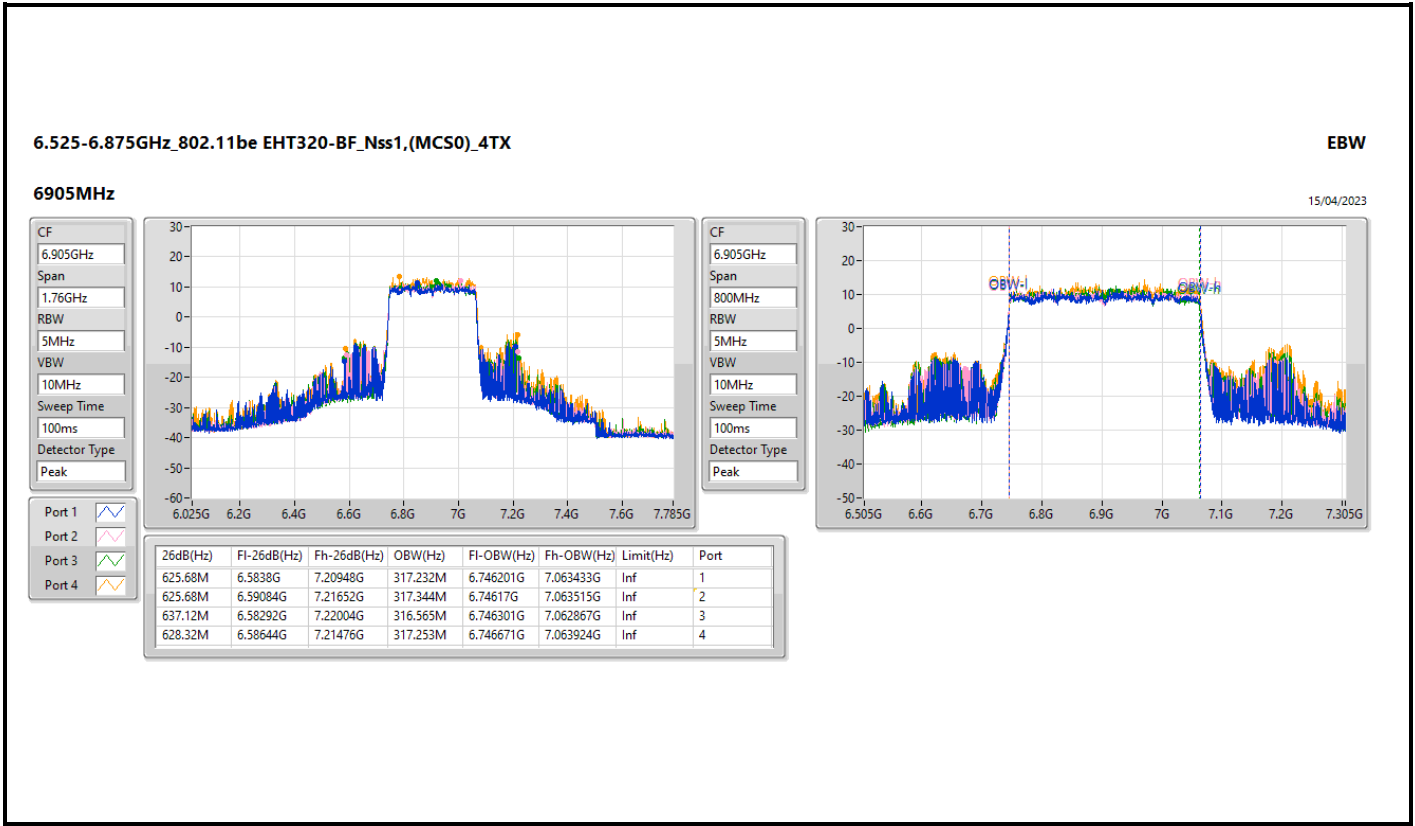 6.525-6.875GHz_802.11be EHT320-BF_Nss1,(MCS0)_4TX EBW
6905MHz
15/04/2023
CF
6.905GHz
Span
1.76GHz
RBW
5MHz
VBW
10MHz
Sweep Time
100ms
Detector Type
Peak
30
20
10
0
-10
-20
-30
-40
-50
-60
6.025G 6.2G 6.4G 6.6G 6.8G 7G 7.2G 7.4G 7.6G 7.785G
CF
6.905GHz
Span
800MHz
RBW
5MHz
VBW
10MHz
Sweep Time
100ms
Detector Type
Peak
30
20
10
0
-10
-20
-30
-40
-50
OBW-l OBW-h
6.505G 6.6G 6.7G 6.8G 6.9G 7G 7.1G 7.2G 7.305G
Port 1
Port 2
Port 3
Port 4
26dB(Hz) Fl-26dB(Hz) Fh-26dB(Hz) OBW(Hz) Fl-OBW(Hz) Fh-OBW(Hz) Limit(Hz) Port
625.68M 6.5838G 7.20948G 317.232M 6.746201G 7.063433G Inf 1
625.68M 6.59084G 7.21652G 317.344M 6.74617G 7.063515G Inf 2
637.12M 6.58292G 7.22004G 316.565M 6.746301G 7.062867G Inf 3
628.32M 6.58644G 7.21476G 317.253M 6.746671G 7.063924G Inf 4